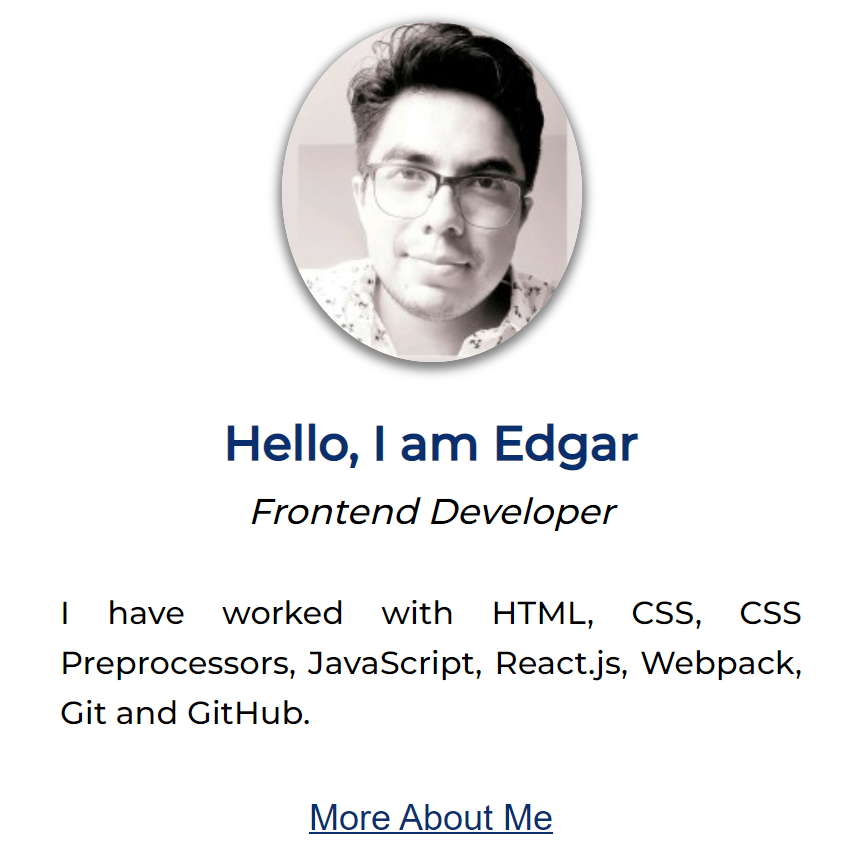 Hello, I am Edgar
Frontend Developer
I have worked with HTML, CSS, CSS
Preprocessors, JavaScript, React.js, Webpack,
Git and GitHub.
More About Me